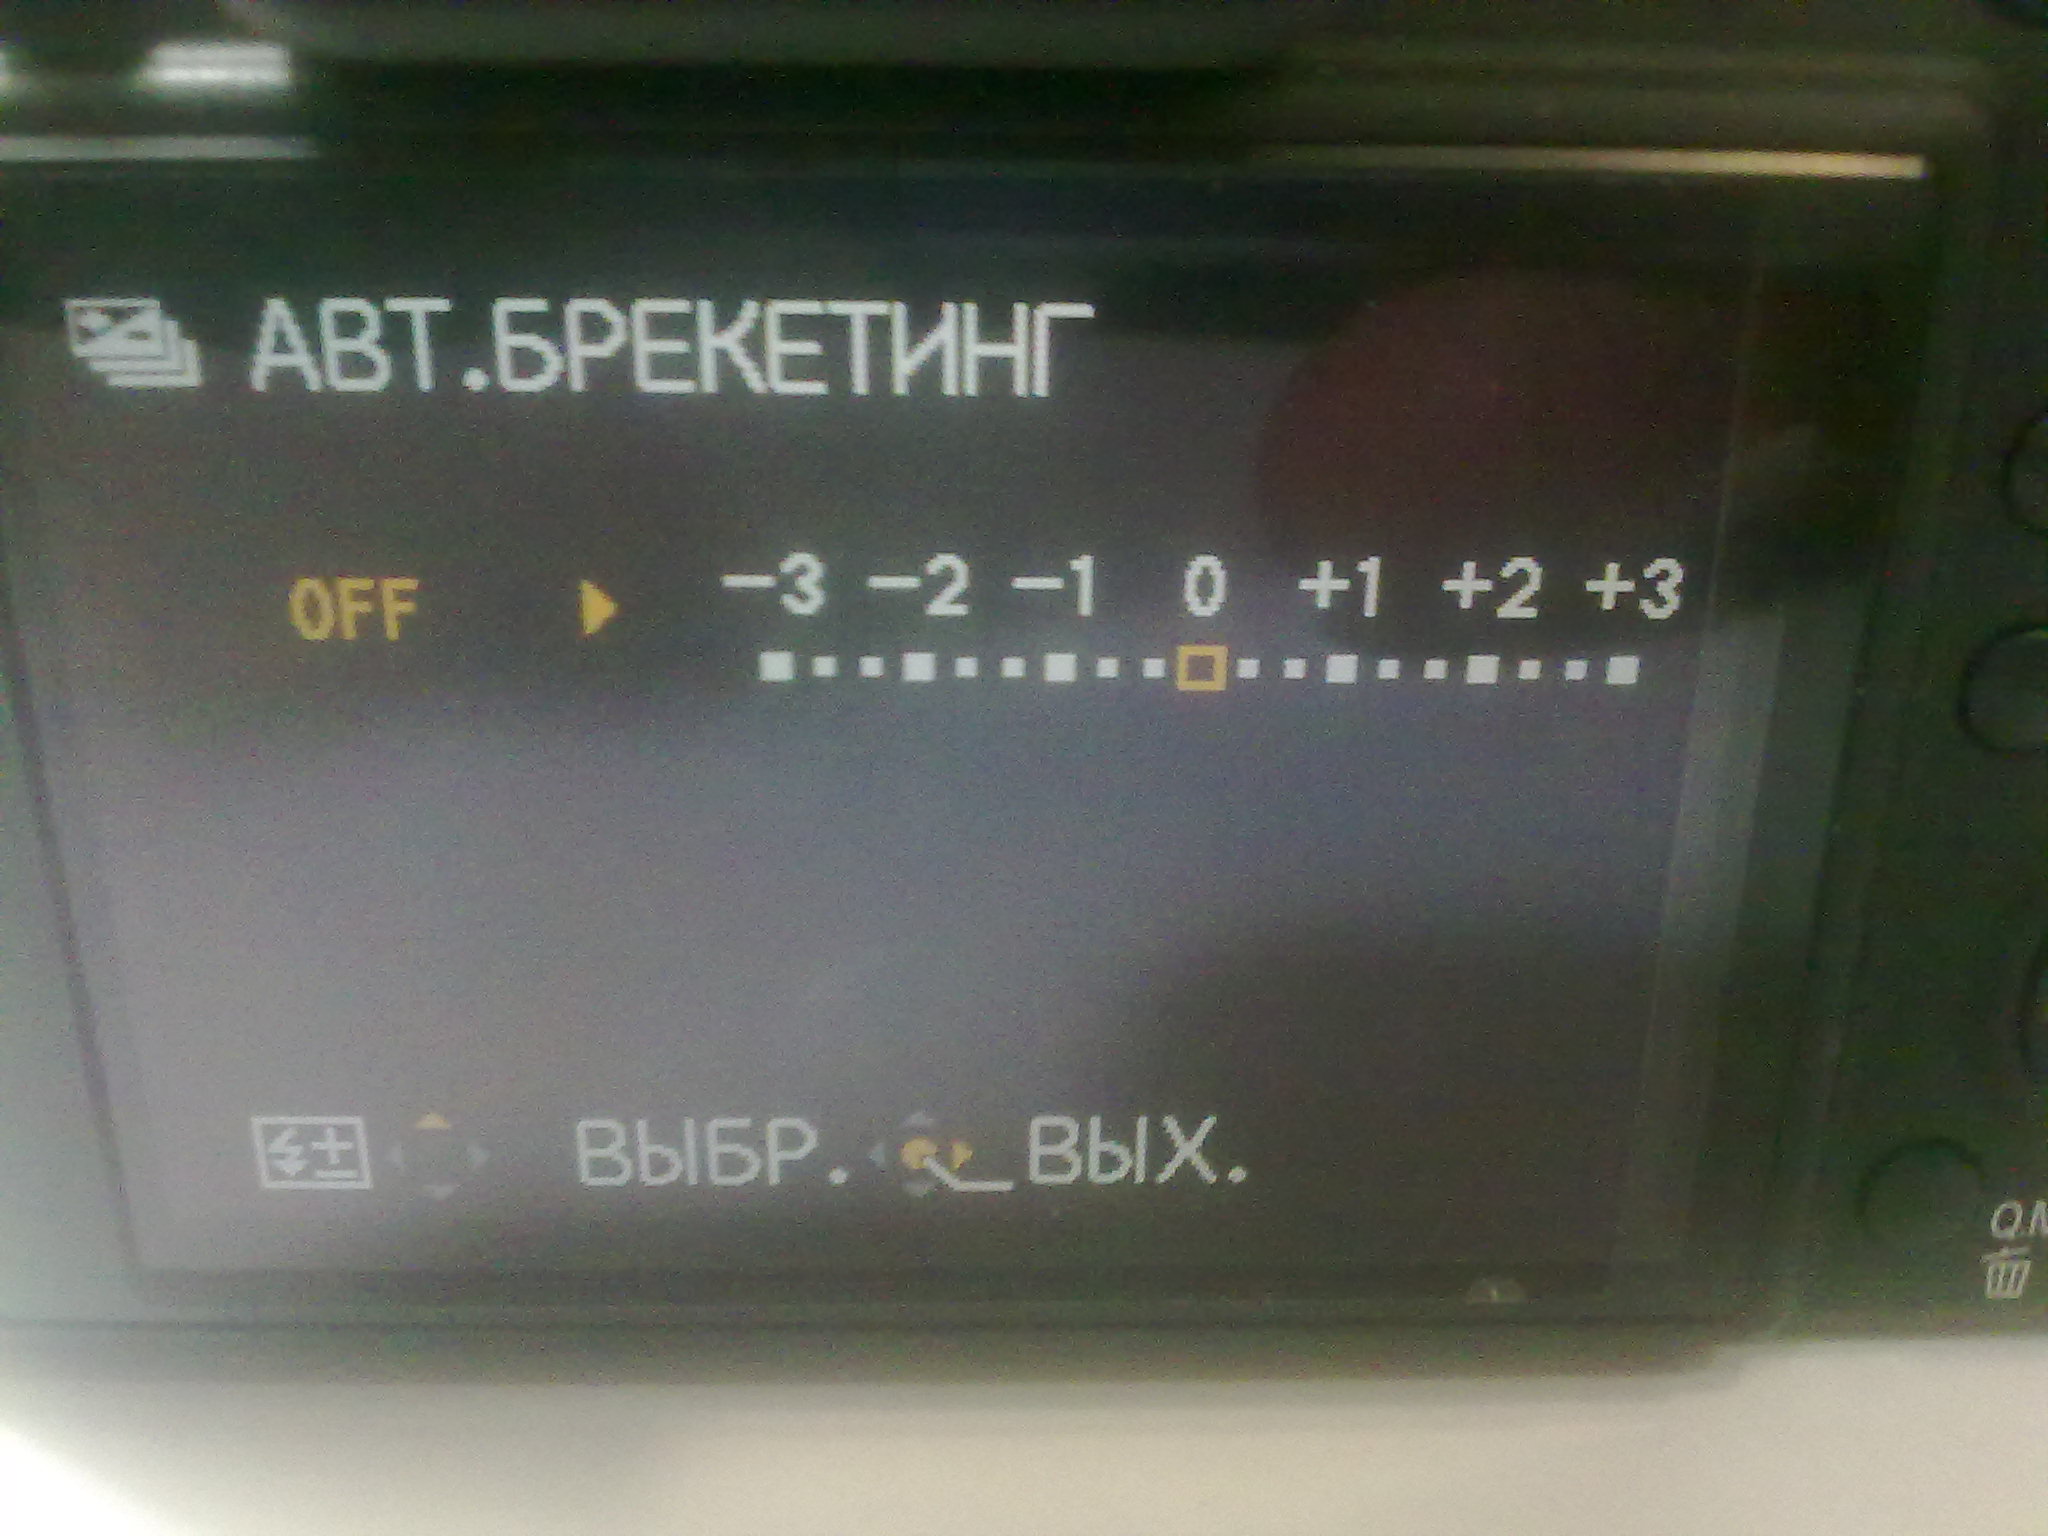 АВТ.БРЕКЕТИНГ
OFF
-3 -2 -1 0 +1 +2 +3
ВЫБР. ВЫХ.